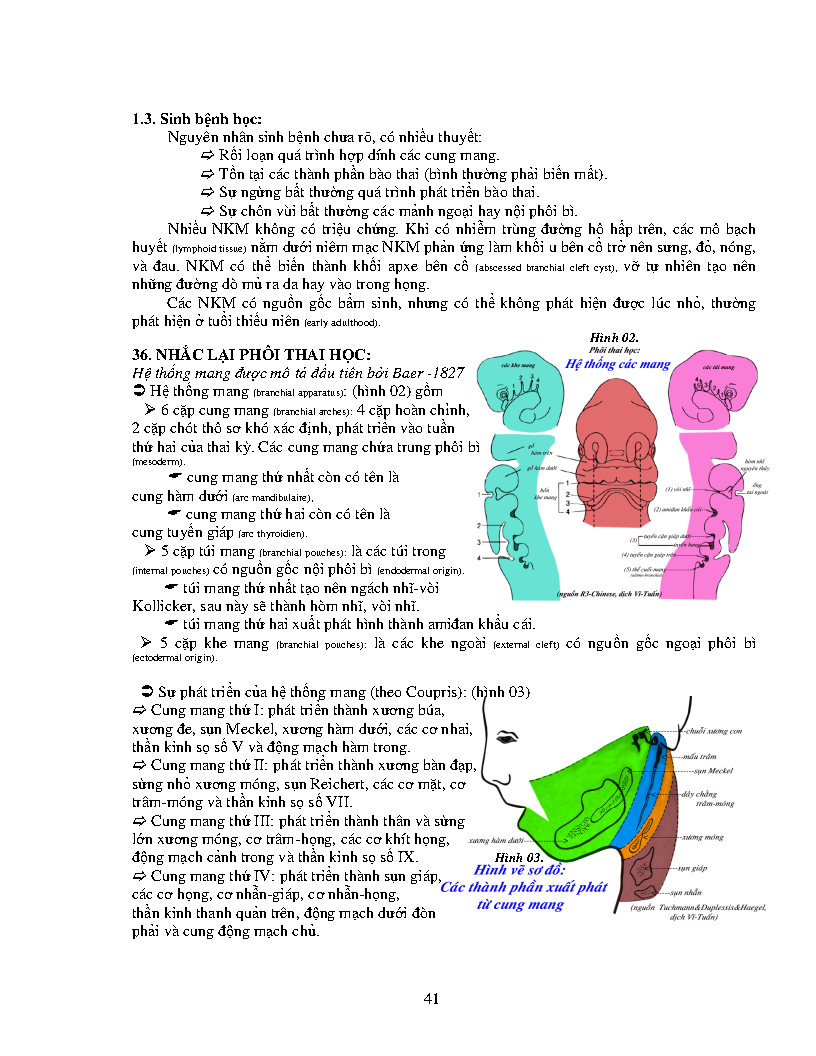 1.3. Sinh bệnh học:
Nguyên nhân sinh bệnh chưa rõ, có nhiều thuyết:
➯ Rối loạn quá trình hợp dính các cung mang.
➯ Tồn tại các thành phần bào thai (bình thường phải biến mất).
➯ Sự ngừng bất thường quá trình phát triển bào thai.
➯ Sự chôn vùi bất thường các mảnh ngoại hay nội phôi bì.
Nhiều NKM không có triệu chứng. Khi có nhiễm trùng đường hô hấp trên, các mô bạch
huyết (lymphoid tissue) nằm dưới niêm mạc NKM phản ứng làm khối u bên cổ trở nên sưng, đỏ, nóng,
và đau. NKM có thể biến thành khối apxe bên cổ (abscessed branchial cleft cyst), vỡ tự nhiên tạo nên
những đường dò mủ ra da hay vào trong họng.
Các NKM có nguồn gốc bẩm sinh, nhưng có thể không phát hiện được lúc nhỏ, thường
phát hiện ở tuổi thiếu niên (early adulthood).
36. NHẮC LẠI PHÔI THAI HỌC:
Hệ thống mang được mô tả đầu tiên bởi Baer -1827
➲ Hệ thống mang (branchial apparatus): (hình 02) gồm
➢ 6 cặp cung mang (branchial arches): 4 cặp hoàn chỉnh,
2 cặp chót thô sơ khó xác định, phát triển vào tuần
thứ hai của thai kỳ. Các cung mang chứa trung phôi bì
(mesoderm).
☛ cung mang thứ nhất còn có tên là
cung hàm dưới (arc mandibulaire),
☛ cung mang thứ hai còn có tên là
cung tuyến giáp (arc thyroidien).
➢ 5 cặp túi mang (branchial pouches): là các túi trong
(internal pouches) có nguồn gốc nội phôi bì (endodermal origin).
☛ túi mang thứ nhất tạo nên ngách nhĩ-vòi
Kollicker, sau này sẽ thành hòm nhĩ, vòi nhĩ.
☛ túi mang thứ hai xuất phát hình thành amiđan khẩu cái.
➢ 5 cặp khe mang (branchial pouches): là các khe ngoài (external cleft) có nguồn gốc ngoại phôi bì
(ectodermal origin).
Hình 02.
Phôi thai học:
Hệ thống các mang
các khe mang
các túi mang
1 2 3 4
gò
hàm trên
gò hàm dưới
bốn
khe mang
1
2
3
4
1
2
3
4
hòm nhĩ
nguyên thủy
ống
tai ngoài
(1) vòi nhĩ
(2) amiđan khẩu cái
(3)
tuyến cận giáp dưới
tuyến hung
(4) tuyến cận giáp trên
(5) thể cuối-mang
(ultimo-branchial)
(nguồn R3-Chinese, dịch Vĩ-Tuấn)
➲ Sự phát triển của hệ thống mang (theo Coupris): (hình 03)
➯ Cung mang thứ I: phát triển thành xương búa,
xương đe, sụn Meckel, xương hàm dưới, các cơ nhai,
thần kinh sọ số V và động mạch hàm trong.
➯ Cung mang thứ II: phát triển thành xương bàn đạp,
sừng nhỏ xương móng, sụn Reichert, các cơ mặt, cơ
trâm-móng và thần kinh sọ số VII.
➯ Cung mang thứ III: phát triển thành thân và sừng
lớn xương móng, cơ trâm-họng, các cơ khít họng,
động mạch cảnh trong và thần kinh sọ số IX.
➯ Cung mang thứ IV: phát triển thành sụn giáp,
các cơ họng, cơ nhẫn-giáp, cơ nhẫn-họng,
thần kinh thanh quản trên, động mạch dưới đòn
phải và cung động mạch chủ.
chuỗi xương con
mấu trâm
sụn Meckel
dây chằng
trâm-móng
xương hàm dưới
xương móng
sụn giáp
sụn nhẫn
Hình 03.
Hình vẽ sơ đồ:
Các thành phần xuất phát
từ cung mang
(nguồn Tuchmann&Duplessis&Haegel,
dịch Vĩ-Tuấn)
41